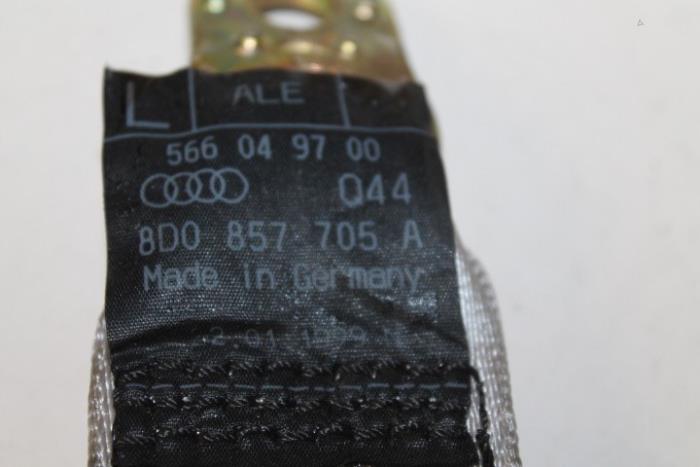 L ALE
566 04 97 00
Q44
8D0 857 705 A
Made in Germany